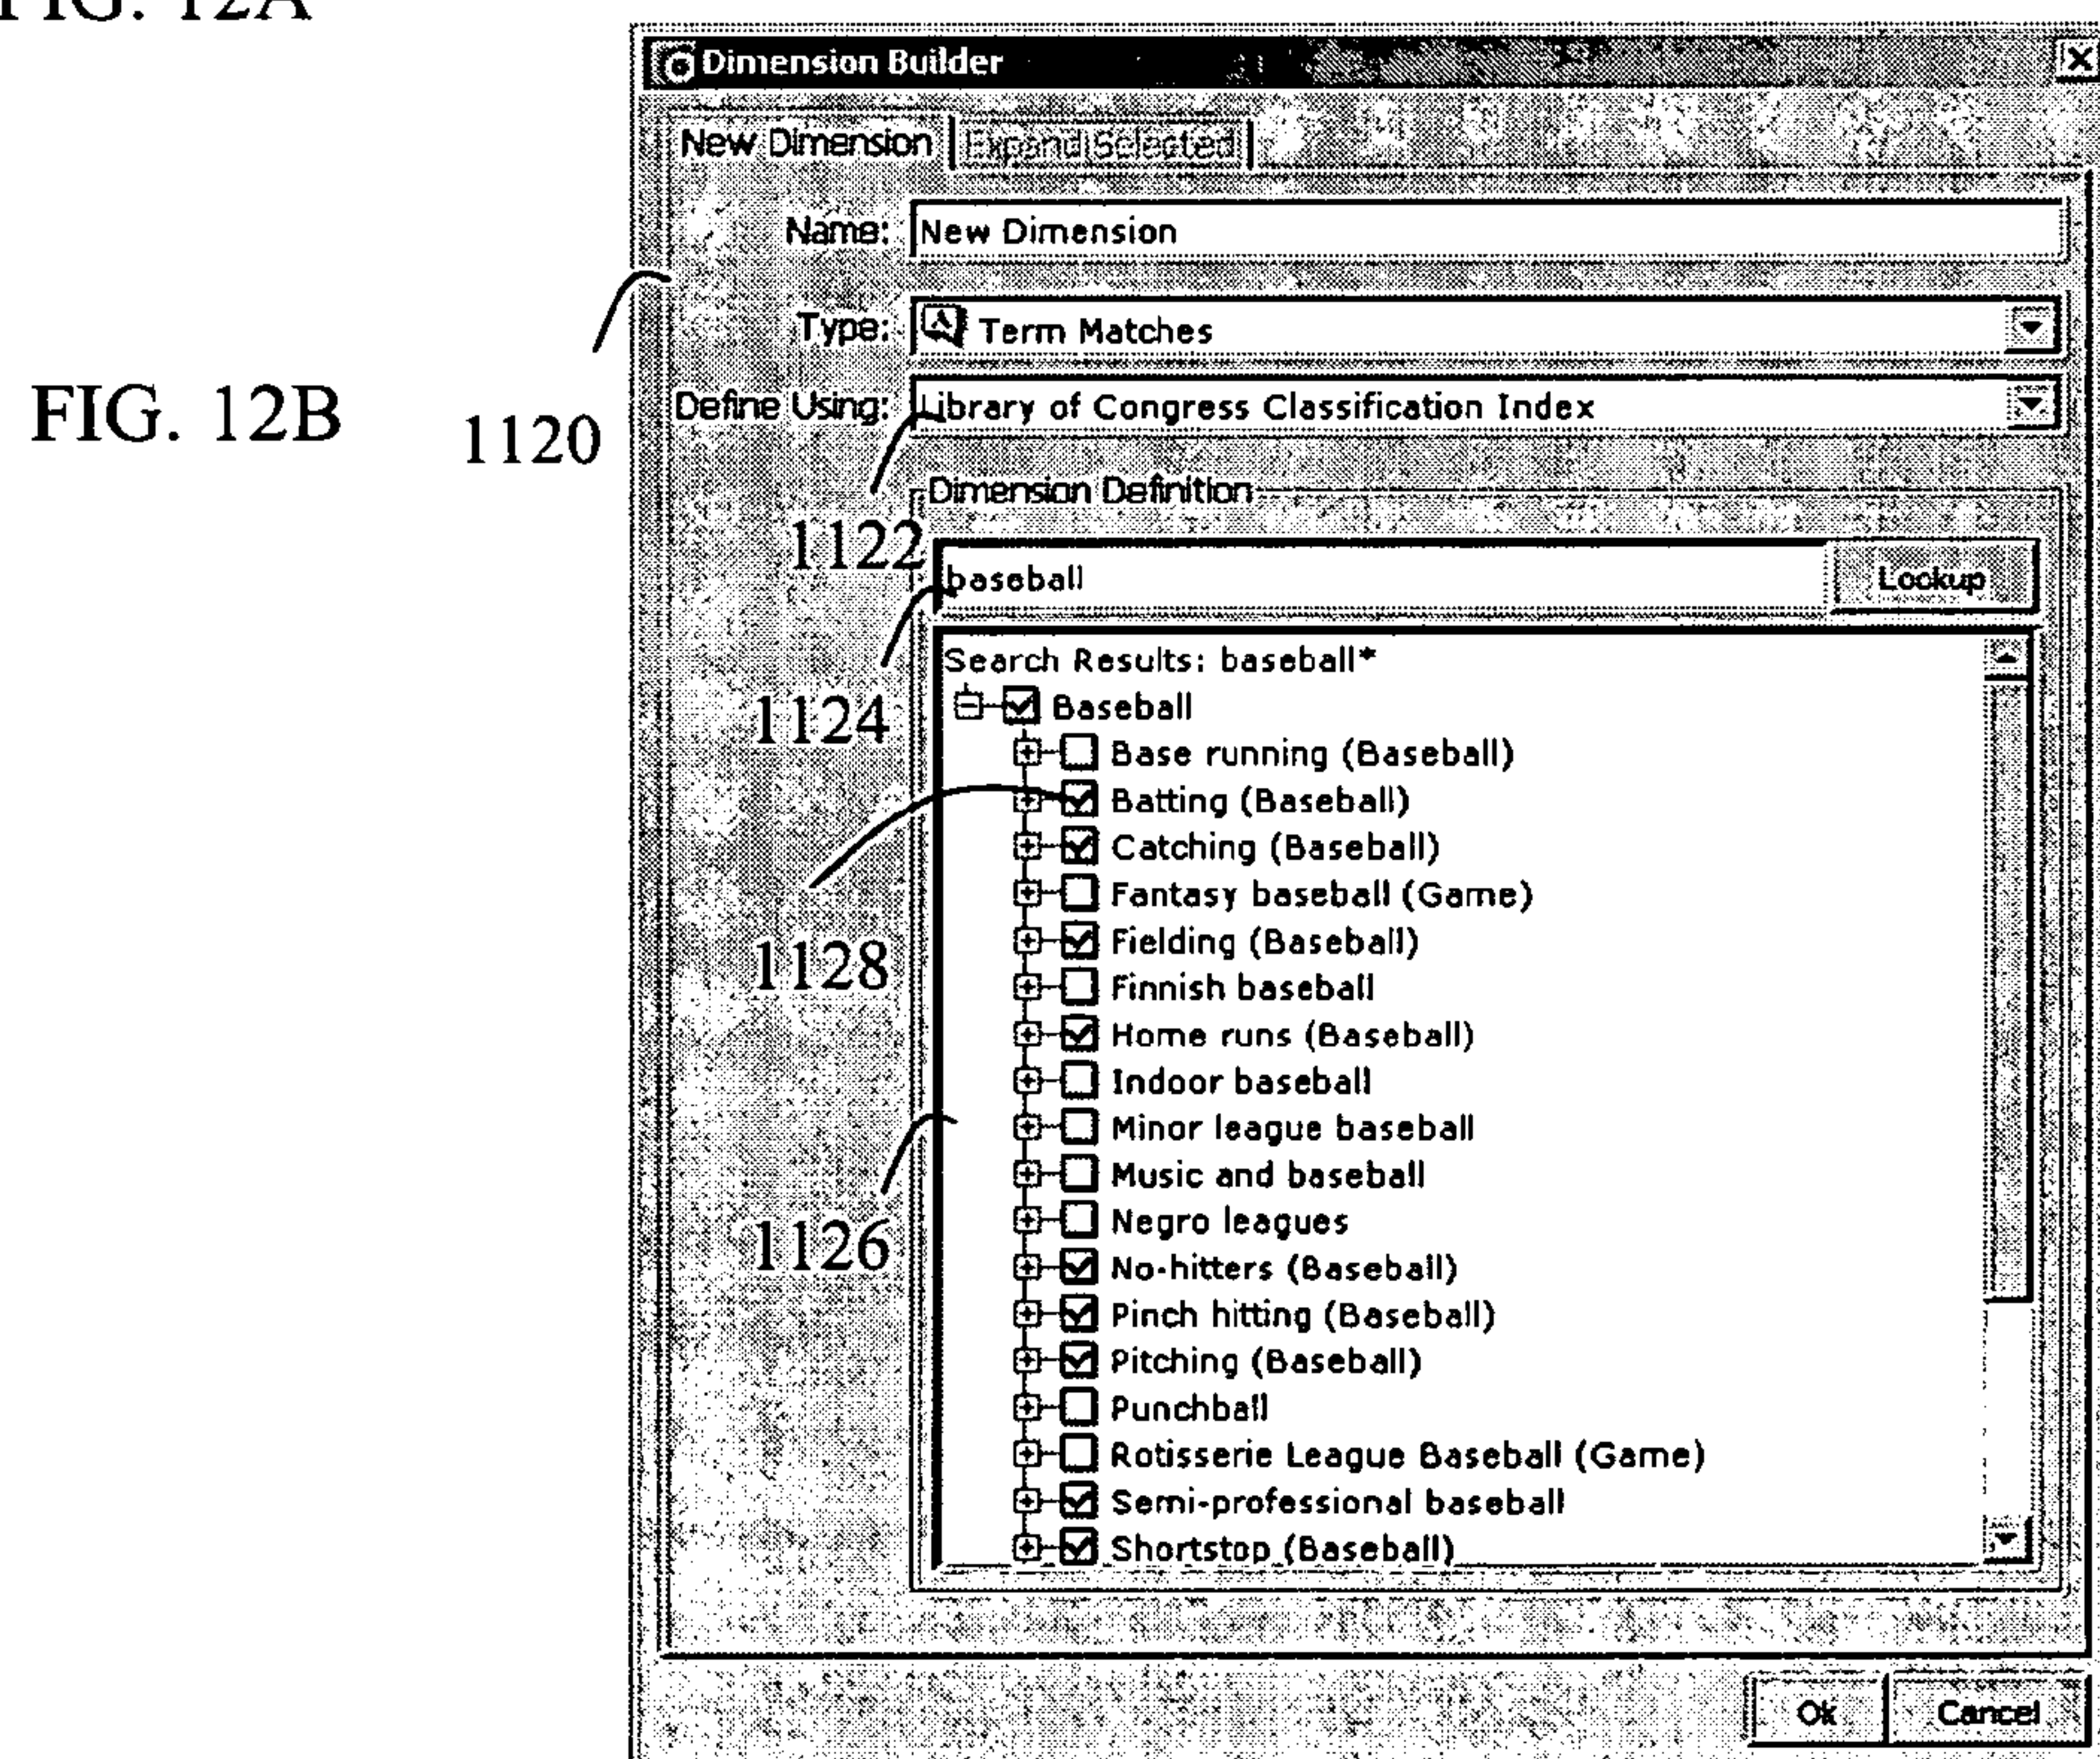 FIG. 12A
Dimension Builder
New Dimension Expand Selected
Name: New Dimension
Type: Term Matches
FIG. 12B
1120
Define Using: Library of Congress Classification Index
Dimension Definition
1122
baseball Lookup
Search Results: baseball*
1124
Baseball
Base running (Baseball)
Batting (Baseball)
Catching (Baseball)
Fantasy baseball (Game)
1128
Fielding (Baseball)
Finnish baseball
Home runs (Baseball)
Indoor baseball
Minor league baseball
Music and baseball
1126
Negro leagues
No-hitters (Baseball)
Pinch hitting (Baseball)
Pitching (Baseball)
Punchball
Rotisserie League Baseball (Game)
Semi-professional baseball
Shortstop (Baseball)
Ok Cancel